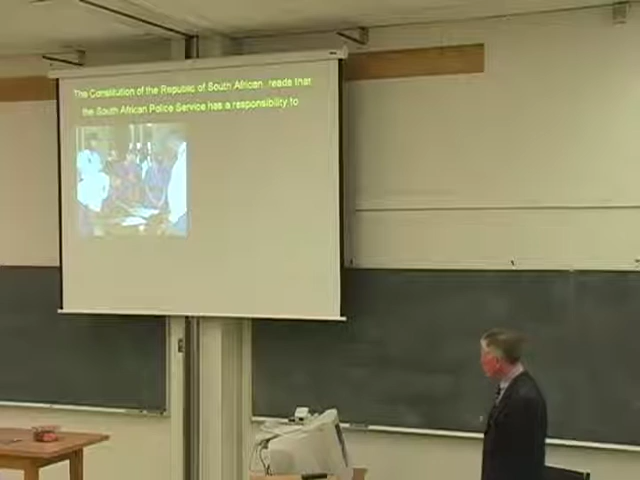 The Constitution of the Republic of South African reads that
the South African Police Service has a responsibility to